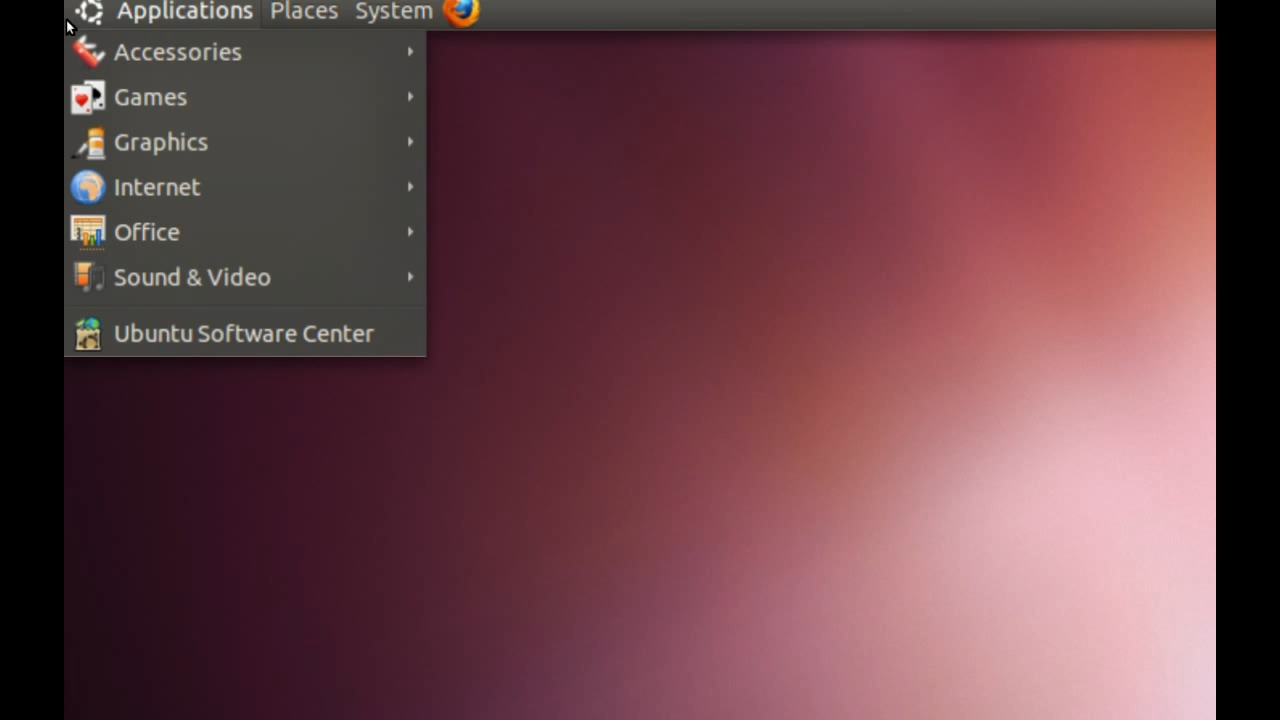 Applications Places System
Accessories
Games
Graphics
Internet
Office
Sound & Video
Ubuntu Software Center